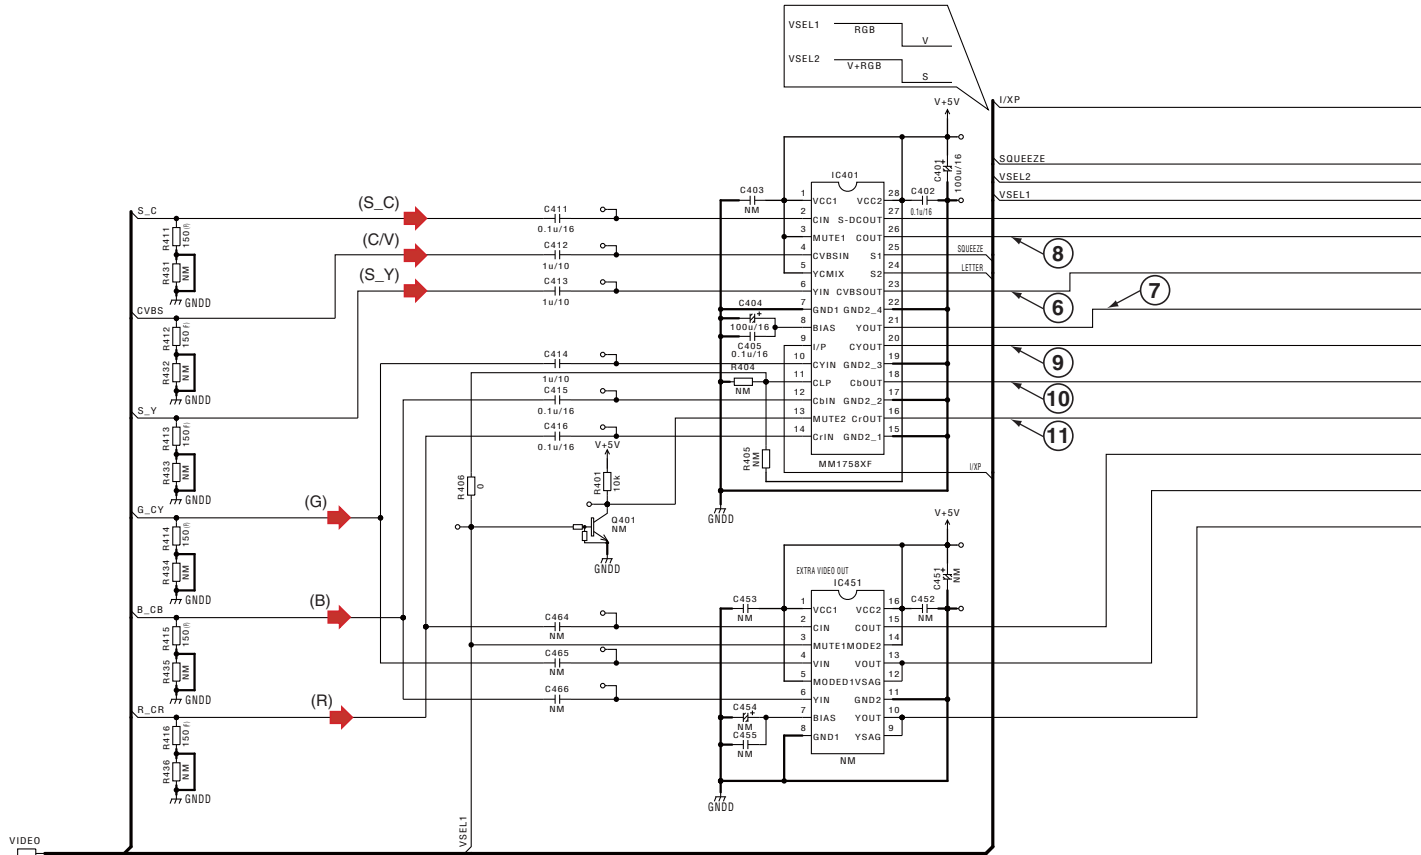 VSEL1
RGB
V
VSEL2
V+RGB
S
V+5V
I/XP
SQUEEZE
VSEL2
VSEL1
C401
100u/16
IC401
C403
NM
1 VCC1 VCC2 28
C402
0.1u/16
2 CIN S-DCOUT 27
3 MUTE1 COUT 26
4 CVBSIN S1 25
5 YCMIX S2 24
6 YIN CVBSOUT 23
7 GND1 GND2_4 22
8 BIAS YOUT 21
9 I/P CYOUT 20
10 CYIN GND2_3 19
11 CLP CbOUT 18
12 CbIN GND2_2 17
13 MUTE2 CrOUT 16
14 CrIN GND2_1 15
MM1758XF
SQUEEZE
LETTER
I/XP
8
6
7
9
10
11
S_C
(S_C)
C411
0.1u/16
R411
150(f)
R431
NM
GNDD
(C/V)
C412
1u/10
(S_Y)
C413
1u/10
CVBS
R412
150(f)
R432
NM
GNDD
C404
100u/16
C405
0.1u/16
C414
1u/10
R404
NM
C415
0.1u/16
S_Y
R413
150(f)
R433
NM
GNDD
C416
0.1u/16
V+5V
R401
10k
R405
NM
R406
0
G_CY
(G)
R414
150(f)
R434
NM
GNDD
Q401
NM
GNDD
GNDD
V+5V
B_CB
(B)
R415
150(f)
R435
NM
GNDD
EXTRA VIDEO OUT
IC451
C451
NM
C453
NM
C452
NM
1 VCC1 VCC2 16
2 CIN COUT 15
3 MUTE1MODE2 14
4 VIN VOUT 13
5 MODED1VSAG 12
6 YIN GND2 11
7 BIAS YOUT 10
8 GND1 YSAG 9
NM
C464
NM
C465
NM
C466
NM
R_CR
(R)
R416
150(f)
R436
NM
GNDD
C454
NM
C455
NM
GNDD
VSEL1
VIDEO